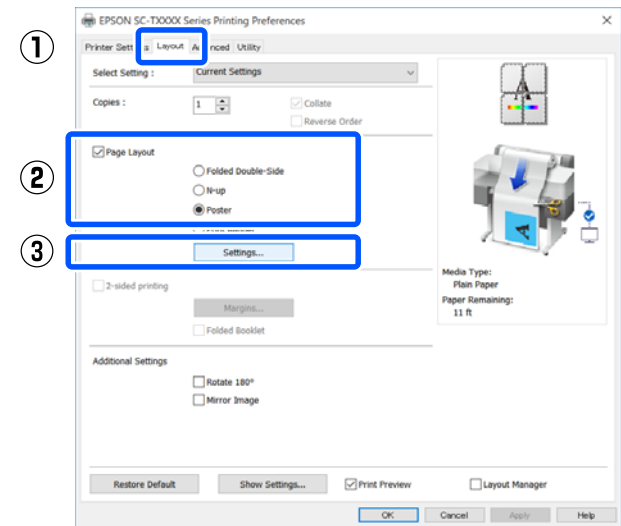 EPSON SC-TXXXX Series Printing Preferences
1
Layout
Utility
Select Setting :
Current Settings
Copies :
1
Collate
Reverse Order
2
Page Layout
Folded Double-Side
N-up
Poster
3
Settings...
2-sided printing
Margins...
Folded Booklet
Media Type:
Plain Paper
Paper Remaining:
11 ft
Additional Settings
Rotate 180°
Mirror Image
Restore Default
Show Settings...
Print Preview
Layout Manager
OK
Cancel
Apply
Help